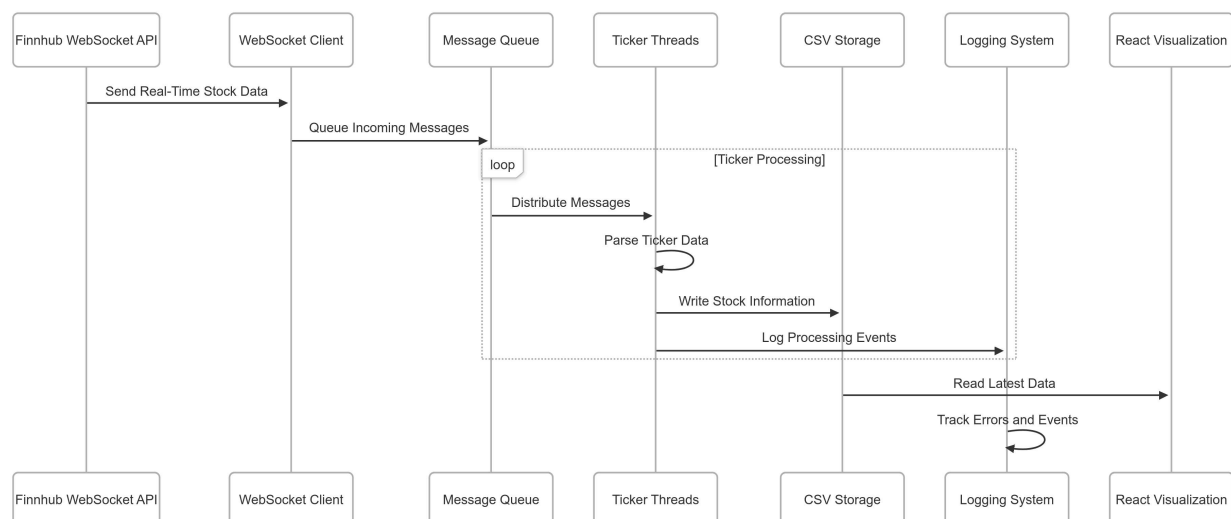 Finnhub WebSocket API
WebSocket Client
Message Queue
Ticker Threads
CSV Storage
Logging System
React Visualization
Send Real-Time Stock Data
Queue Incoming Messages
loop
[Ticker Processing]
Distribute Messages
Parse Ticker Data
Write Stock Information
Log Processing Events
Read Latest Data
Track Errors and Events
Finnhub WebSocket API
WebSocket Client
Message Queue
Ticker Threads
CSV Storage
Logging System
React Visualization